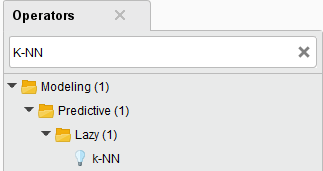 Operators
K-NN
Modeling (1)
Predictive (1)
Lazy (1)
k-NN